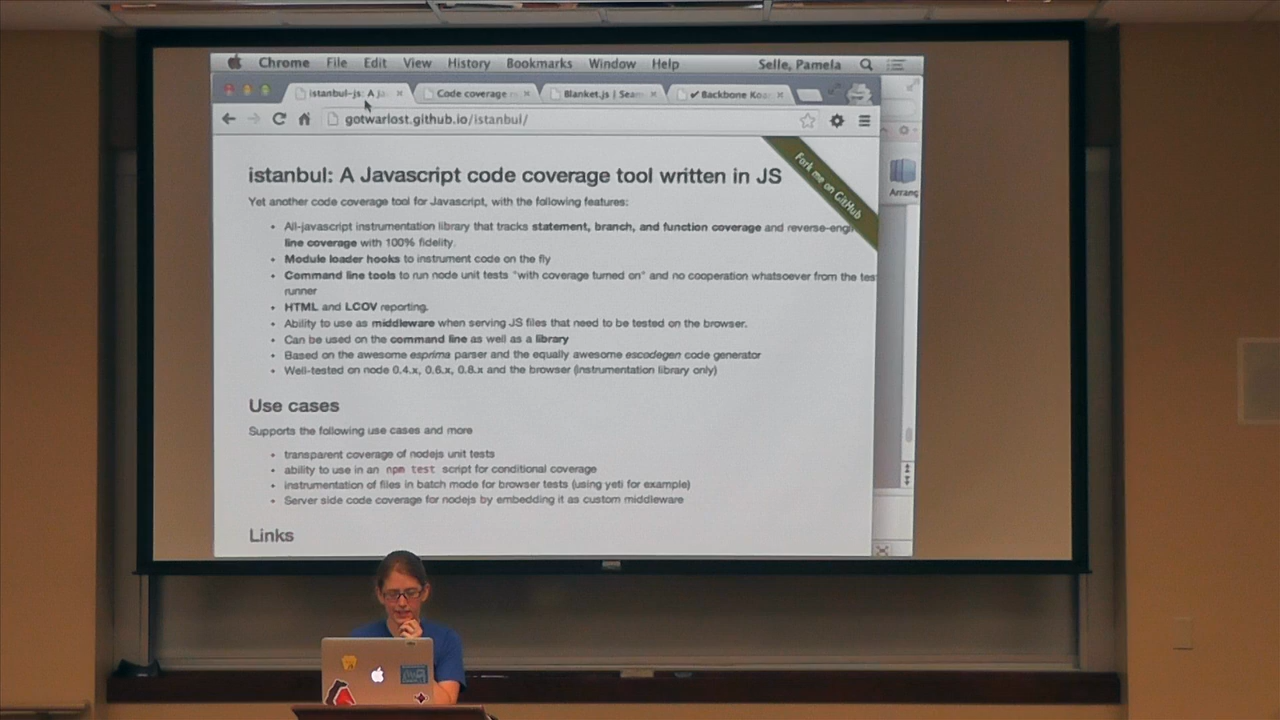 Chrome File Edit View History Bookmarks Window Help Selle, Pamela
istanbul-js: A Ja
Code coverage
Blanket.js | Seam
✔ Backbone Koa
gotwarlost.github.io/istanbul/
Fork me on GitHub
Arrang
istanbul: A Javascript code coverage tool written in JS
Yet another code coverage tool for Javascript, with the following features:
• All-javascript instrumentation library that tracks statement, branch, and function coverage and reverse-engi
line coverage with 100% fidelity.
• Module loader hooks to instrument code on the fly
• Command line tools to run node unit tests "with coverage turned on" and no cooperation whatsoever from the tes
runner
• HTML and LCOV reporting.
• Ability to use as middleware when serving JS files that need to be tested on the browser.
• Can be used on the command line as well as a library
• Based on the awesome esprima parser and the equally awesome escodegen code generator
• Well-tested on node 0.4.x, 0.6.x, 0.8.x and the browser (instrumentation library only)
Use cases
Supports the following use cases and more
• transparent coverage of nodejs unit tests
• ability to use in an npm test script for conditional coverage
• instrumentation of files in batch mode for browser tests (using yeti for example)
• Server side code coverage for nodejs by embedding it as custom middleware
Links